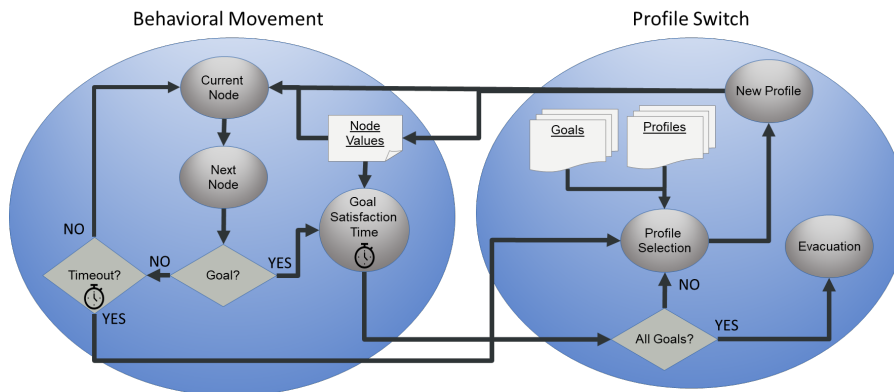 Behavioral Movement
Profile Switch
Current
Node
New Profile
Node
Values
Goals
Profiles
Next
Node
Goal
Satisfaction
Time
NO
Profile
Selection
Evacuation
Timeout?
NO
Goal?
YES
NO
YES
All Goals?
YES